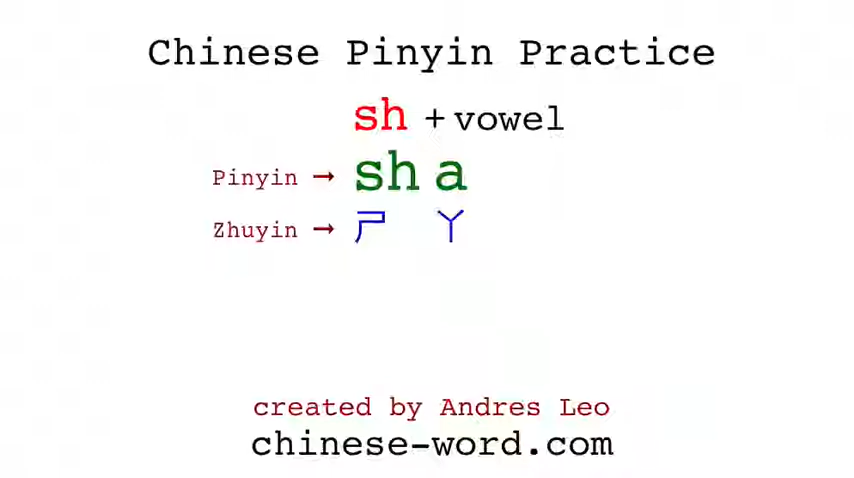 Chinese Pinyin Practice
sh + vowel
Pinyin → sh a
Zhuyin → ㄕ ㄚ
created by Andres Leo
chinese-word.com